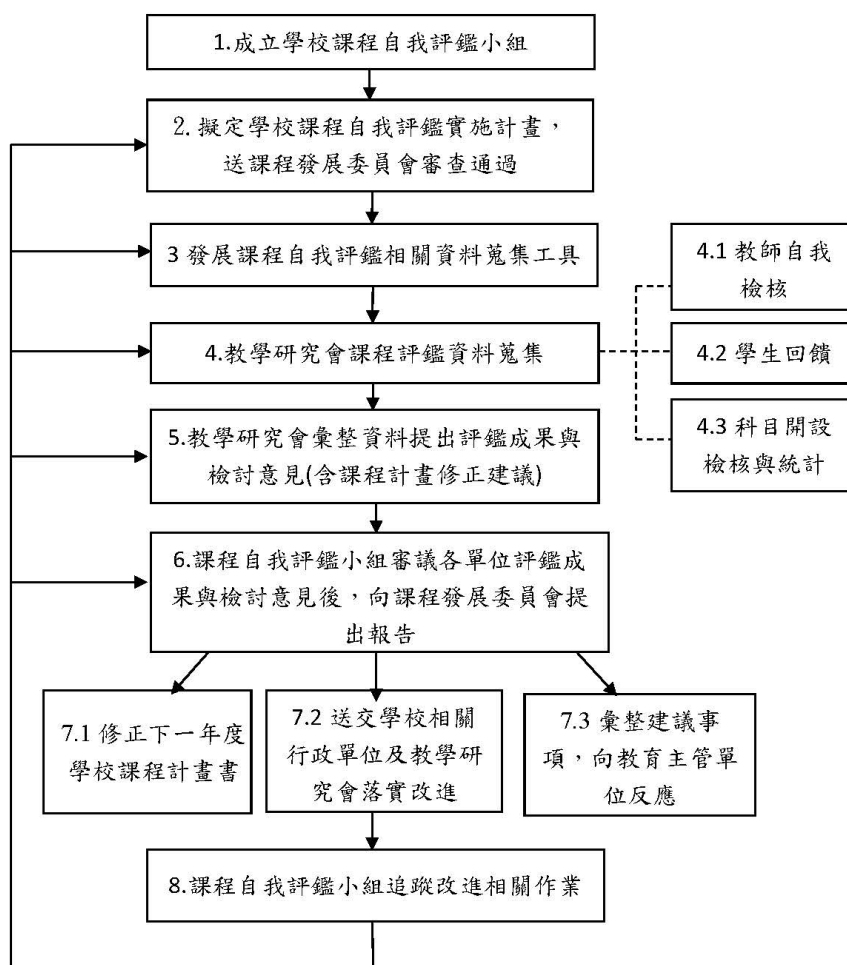 1.成立學校課程自我評鑑小組
2. 擬定學校課程自我評鑑實施計畫，
送課程發展委員會審查通過
3 發展課程自我評鑑相關資料蒐集工具
4.教學研究會課程評鑑資料蒐集
4.1 教師自我
檢核
4.2 學生回饋
4.3 科目開設
檢核與統計
5.教學研究會彙整資料提出評鑑成果與
檢討意見(含課程計畫修正建議)
6.課程自我評鑑小組審議各單位評鑑成
果與檢討意見後，向課程發展委員會提
出報告
7.1 修正下一年度
學校課程計畫書
7.2 送交學校相關
行政單位及教學研
究會落實改進
7.3 彙整建議事
項，向教育主管單
位反應
8.課程自我評鑑小組追蹤改進相關作業